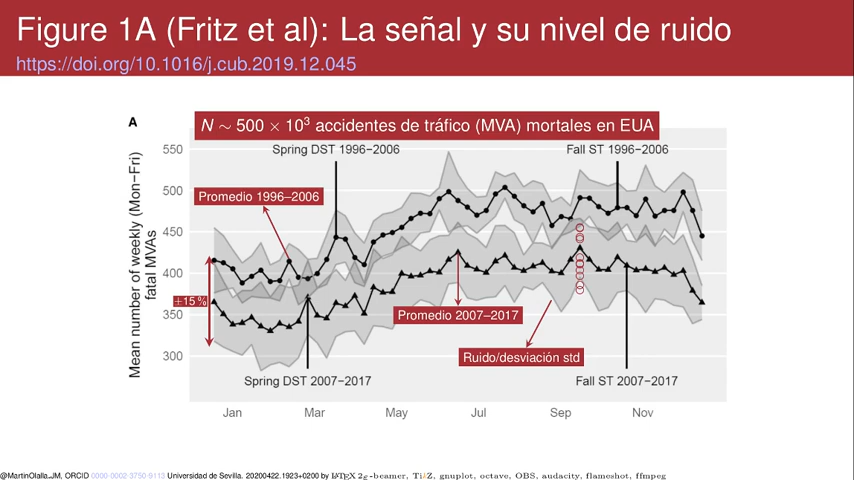 Figure 1A (Fritz et al): La señal y su nivel de ruido
https://doi.org/10.1016/j.cub.2019.12.045
A
N ∼ 500 × 10³ accidentes de tráfico (MVA) mortales en EUA
Spring DST 1996–2006
Fall ST 1996–2006
Promedio 1996–2006
Mean number of weekly (Mon–Fri)
fatal MVAs
550
500
450
400
350
300
±15 %
Promedio 2007–2017
Ruido/desviación std
Spring DST 2007–2017
Fall ST 2007–2017
Jan Mar May Jul Sep Nov
@MartinOlallaJM, ORCID 0000-0002-3750-9113 Universidad de Sevilla. 20200422.1923+0200 by LATEX 2ε-beamer, TikZ, gnuplot, octave, OBS, audacity, flameshot, ffmpeg